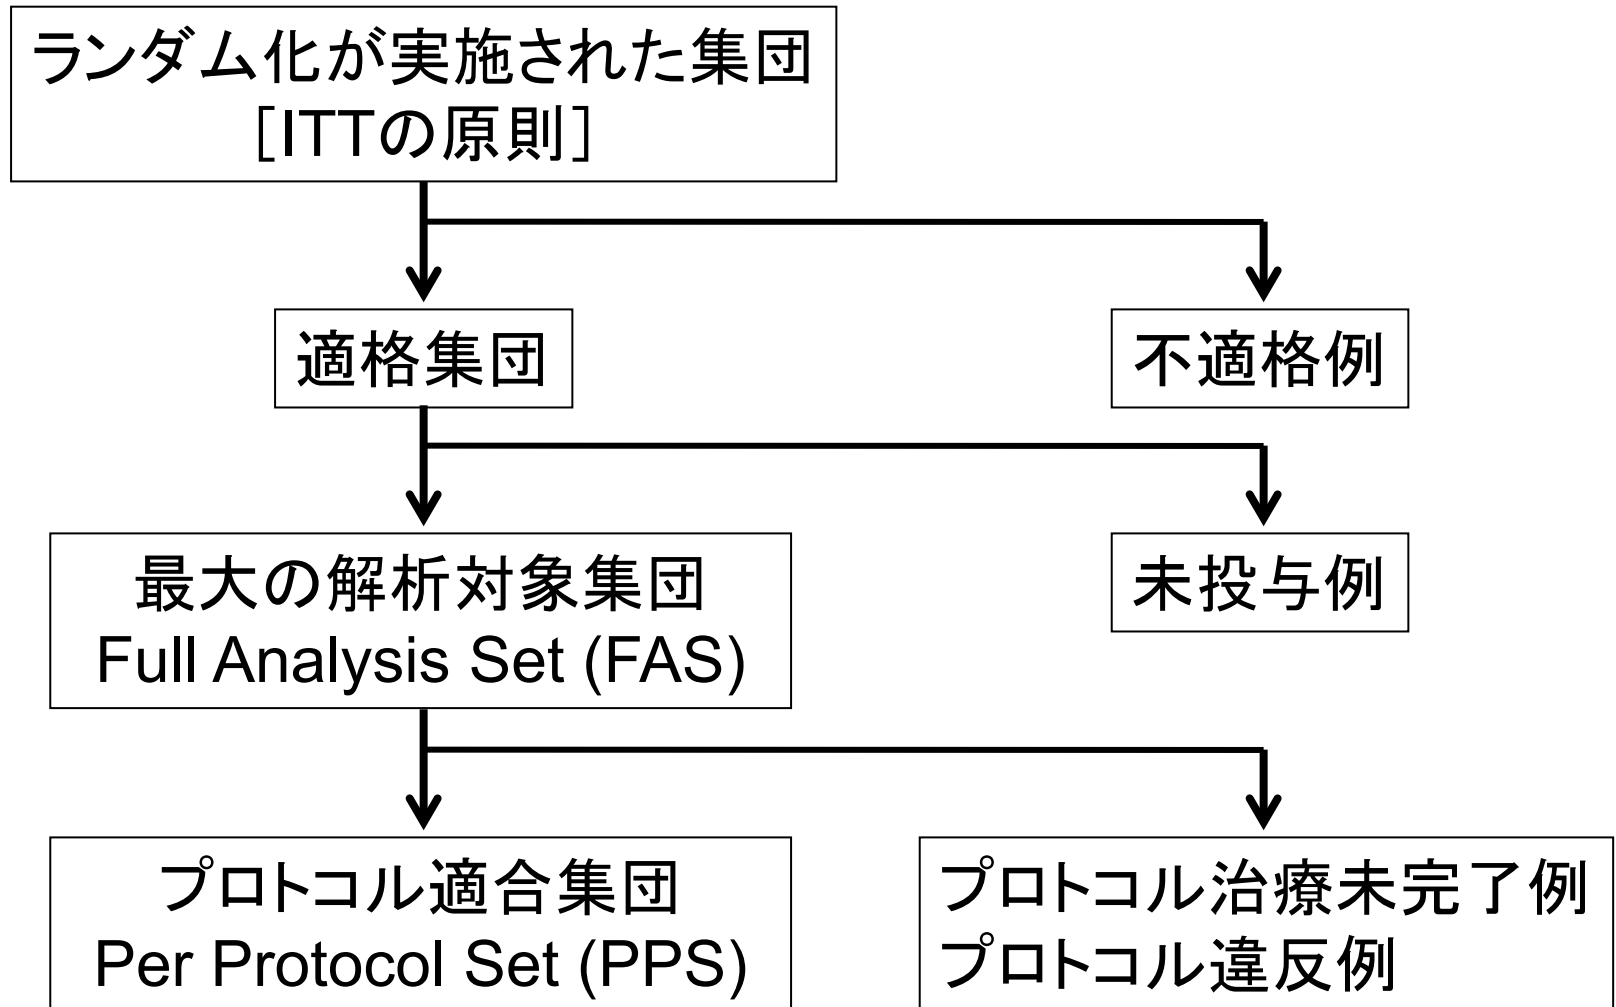 ランダム化が実施された集団
[ITTの原則]
適格集団
不適格例
最大の解析対象集団
Full Analysis Set (FAS)
未投与例
プロトコル適合集団
Per Protocol Set (PPS)
プロトコル治療未完了例
プロトコル違反例